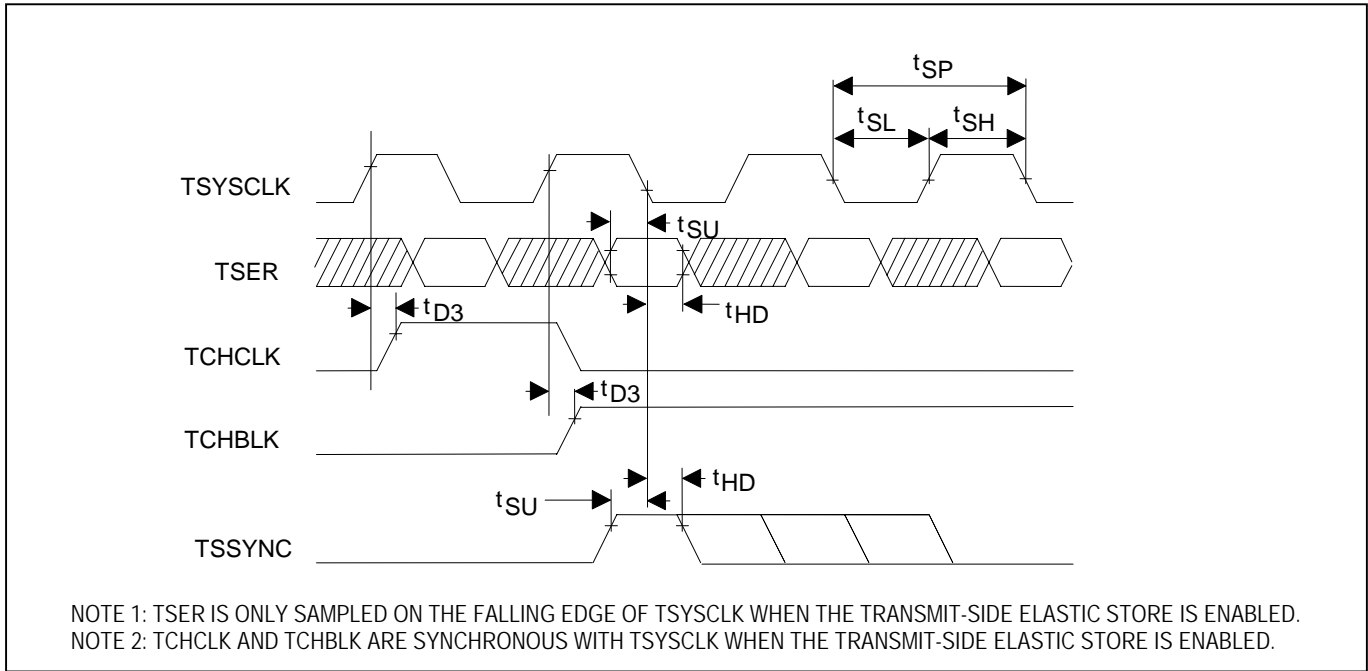 tSP
tSL tSH
TSYSCLK
tSU
TSER
tD3 tHD
TCHCLK
tD3
TCHBLK
tSU tHD
TSSYNC
NOTE 1: TSER IS ONLY SAMPLED ON THE FALLING EDGE OF TSYSCLK WHEN THE TRANSMIT-SIDE ELASTIC STORE IS ENABLED.
NOTE 2: TCHCLK AND TCHBLK ARE SYNCHRONOUS WITH TSYSCLK WHEN THE TRANSMIT-SIDE ELASTIC STORE IS ENABLED.